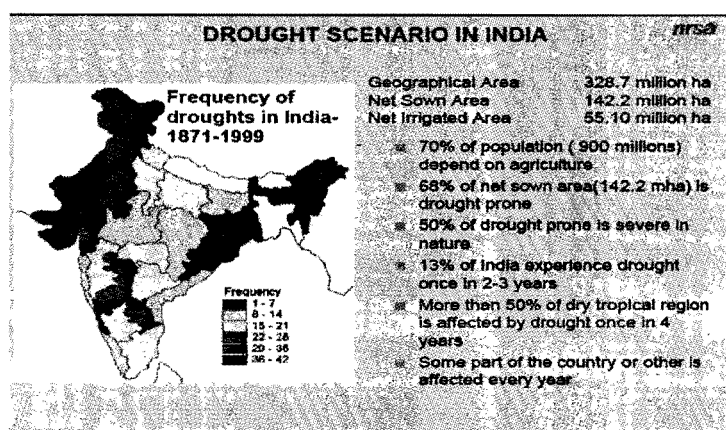 DROUGHT SCENARIO IN INDIA
nrsa
Frequency of
droughts in India-
1871-1999
Frequency
1 - 7
8 - 14
15 - 21
22 - 28
29 - 35
36 - 42
Geographical Area 328.7 million ha
Net Sown Area 142.2 million ha
Net Irrigated Area 55.10 million ha
70% of population ( 900 millions)
depend on agriculture
68% of net sown area(142.2 mha) is
drought prone
50% of drought prone is severe in
nature
13% of India experience drought
once in 2-3 years
More than 50% of dry tropical region
is affected by drought once in 4
years
Some part of the country or other is
affected every year